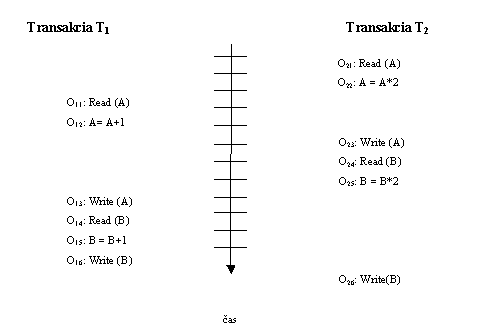 Transakcia T1 Transakcia T2
O21: Read (A)
O22: A = A*2
O11: Read (A)
O12: A= A+1
O23: Write (A)
O24: Read (B)
O25: B = B*2
O13: Write (A)
O14: Read (B)
O15: B = B+1
O16: Write (B)
O26: Write(B)
čas